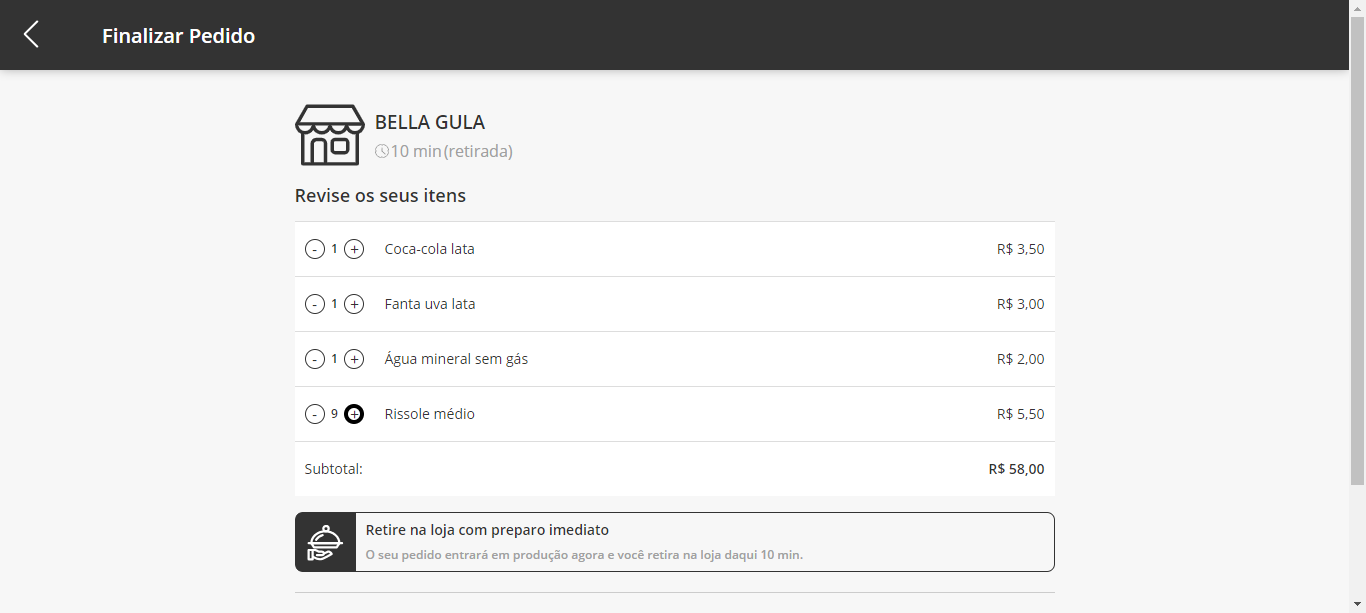 Finalizar Pedido
BELLA GULA
10 min (retirada)
Revise os seus itens
- 1 + Coca-cola lata R$ 3,50
- 1 + Fanta uva lata R$ 3,00
- 1 + Água mineral sem gás R$ 2,00
- 9 + Rissole médio R$ 5,50
Subtotal: R$ 58,00
Retire na loja com preparo imediato
O seu pedido entrará em produção agora e você retira na loja daqui 10 min.